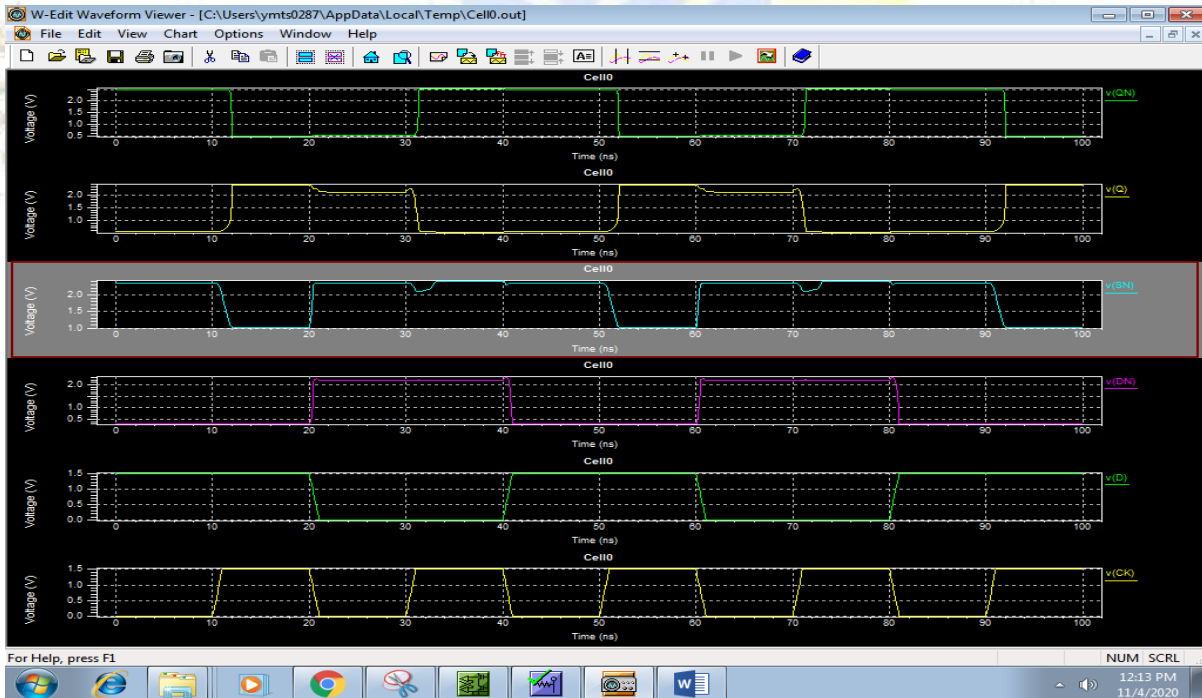 W-Edit Waveform Viewer - [C:\Users\ymts0287\AppData\Local\Temp\Cell0.out]
File Edit View Chart Options Window Help
Cell0
Voltage (V)
2.0
1.5
1.0
0.5
v(QN)
0 10 20 30 40 50 60 70 80 90 100
Time (ns)
Cell0
Voltage (V)
2.0
1.5
1.0
v(Q)
0 10 20 30 40 50 60 70 80 90 100
Time (ns)
Cell0
Voltage (V)
2.0
1.5
1.0
v(SN)
0 10 20 30 40 50 60 70 80 90 100
Time (ns)
Cell0
Voltage (V)
2.0
1.0
0.5
v(DN)
0 10 20 30 40 50 60 70 80 90 100
Time (ns)
Cell0
Voltage (V)
1.5
1.0
0.5
0.0
v(D)
0 10 20 30 40 50 60 70 80 90 100
Time (ns)
Cell0
Voltage (V)
1.5
1.0
0.5
0.0
v(CK)
0 10 20 30 40 50 60 70 80 90 100
Time (ns)
For Help, press F1
NUM SCRL
12:13 PM
11/4/2020